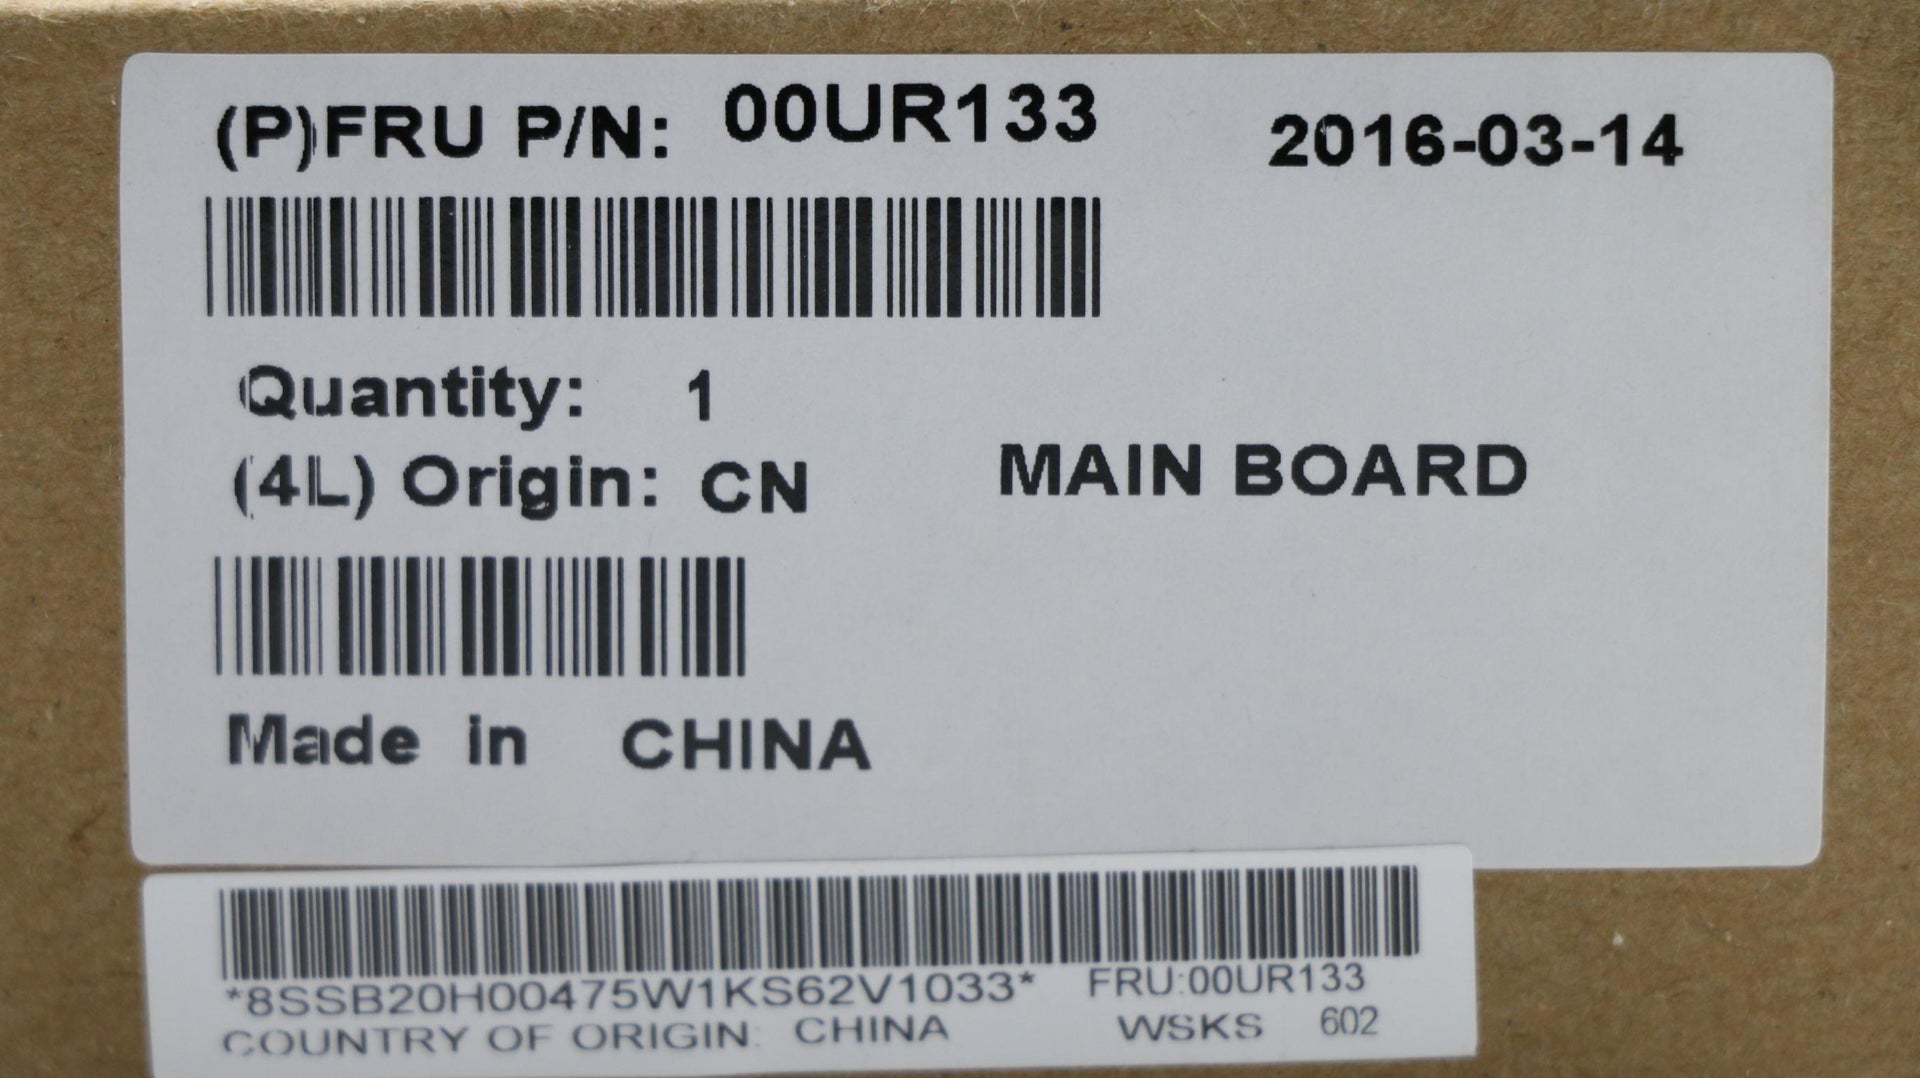 (P)FRU P/N: 00UR133 2016-03-14
Quantity: 1
(4L) Origin: CN MAIN BOARD
Made in CHINA
*8SSB20H00475W1KS62V1033* FRU:00UR133
COUNTRY OF ORIGIN: CHINA WSKS 602